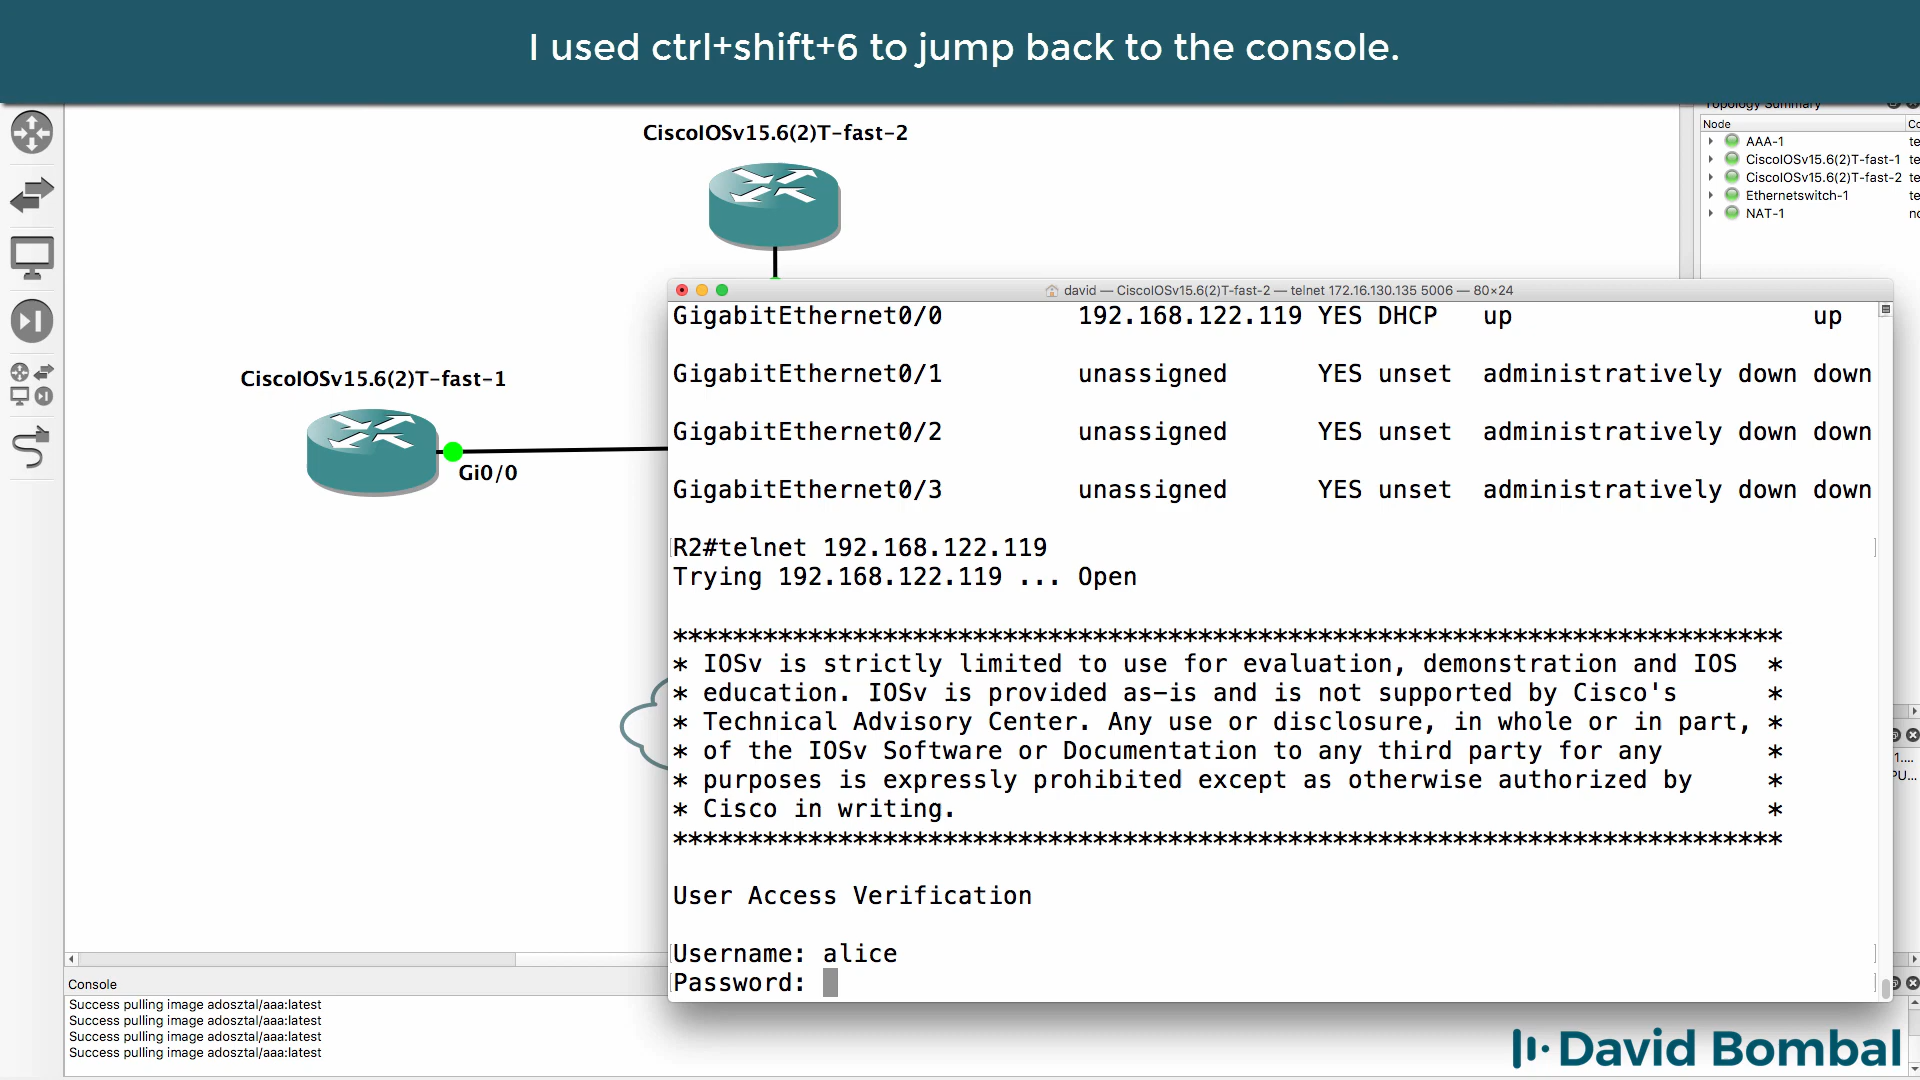 I used ctrl+shift+6 to jump back to the console.
Topology Summary
Node Co
AAA-1 te
CiscoIOSv15.6(2)T-fast-1 te
CiscoIOSv15.6(2)T-fast-2 te
Ethernetswitch-1 te
NAT-1 no
CiscoIOSv15.6(2)T-fast-2
CiscoIOSv15.6(2)T-fast-1
Gi0/0
david — CiscoIOSv15.6(2)T-fast-2 — telnet 172.16.130.135 5006 — 80×24
GigabitEthernet0/0 192.168.122.119 YES DHCP up up
GigabitEthernet0/1 unassigned YES unset administratively down down
GigabitEthernet0/2 unassigned YES unset administratively down down
GigabitEthernet0/3 unassigned YES unset administratively down down
R2#telnet 192.168.122.119
Trying 192.168.122.119 ... Open
**************************************************************************
* IOSv is strictly limited to use for evaluation, demonstration and IOS *
* education. IOSv is provided as-is and is not supported by Cisco's *
* Technical Advisory Center. Any use or disclosure, in whole or in part, *
* of the IOSv Software or Documentation to any third party for any *
* purposes is expressly prohibited except as otherwise authorized by *
* Cisco in writing. *
**************************************************************************
User Access Verification
Username: alice
Password:
1....
PU...
Console
Success pulling image adosztal/aaa:latest
Success pulling image adosztal/aaa:latest
Success pulling image adosztal/aaa:latest
Success pulling image adosztal/aaa:latest
David Bombal